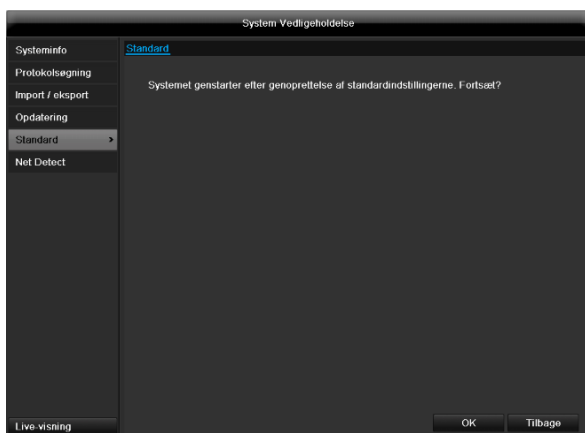 System Vedligeholdelse
Systeminfo
Protokolsøgning
Import / eksport
Opdatering
Standard >
Net Detect
Live-visning
Standard
Systemet genstarter efter genoprettelse af standardindstillingerne. Fortsæt?
OK
Tilbage